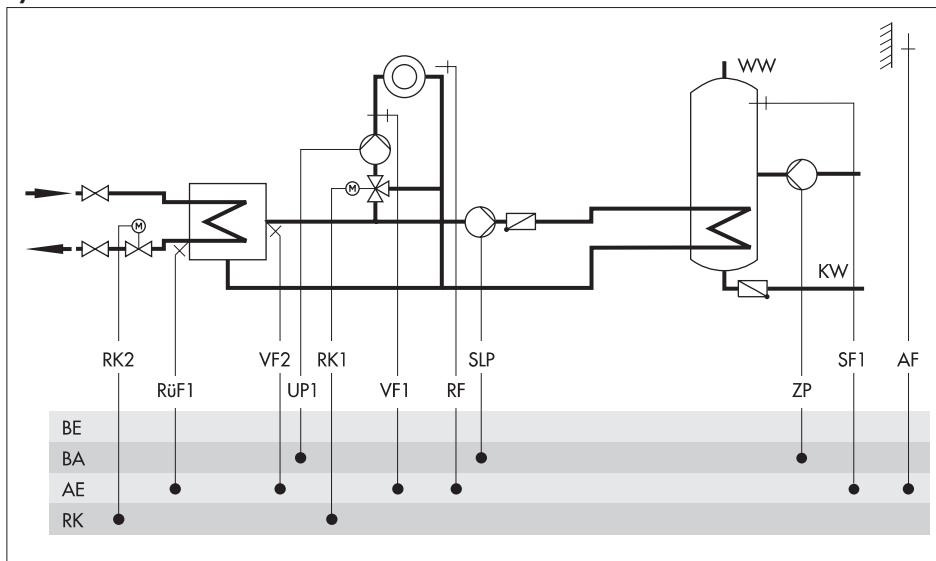 WW
M
M
KW
RK2 VF2 RK1 SLP SF1 AF
RüF1 UP1 VF1 RF ZP
BE
BA
AE
RK